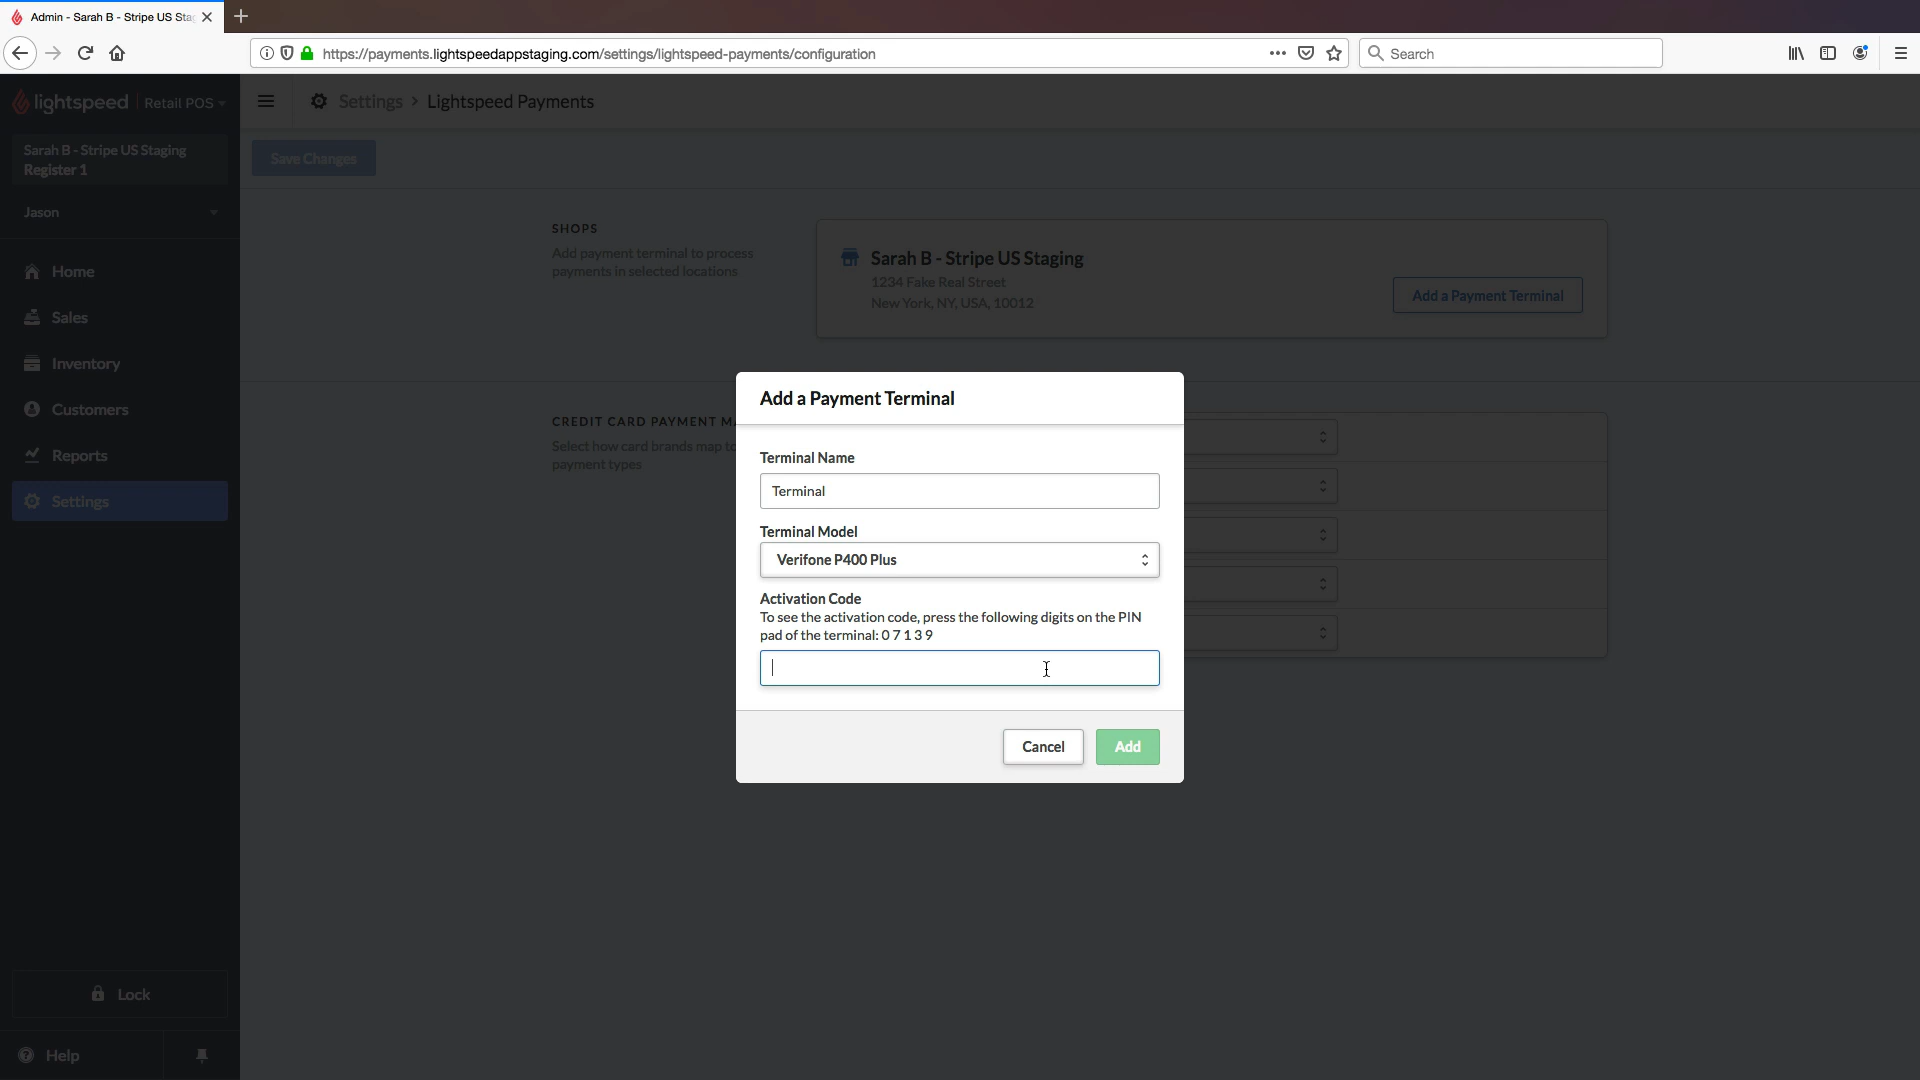 Admin - Sarah B - Stripe US Sta
https://payments.lightspeedappstaging.com/settings/lightspeed-payments/configuration
Search
lightspeed Retail POS
Settings > Lightspeed Payments
Sarah B - Stripe US Staging
Register 1
Save Changes
Jason
Home
Sales
Inventory
Customers
Reports
Settings
Lock
Help
SHOPS
Add payment terminal to process
payments in selected locations
Sarah B - Stripe US Staging
1234 Fake Real Street
New York, NY, USA, 10012
Add a Payment Terminal
CREDIT CARD PAYMENT
Select how card brands map to
payment types
Add a Payment Terminal
Terminal Name
Terminal
Terminal Model
Verifone P400 Plus
Activation Code
To see the activation code, press the following digits on the PIN
pad of the terminal: 0 7 1 3 9
Cancel
Add